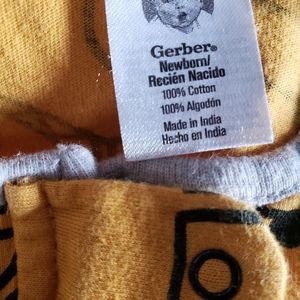 Gerber®
Newborn/
Recién Nacido
100% Cotton
100% Algodón
Made in India
Hecho en India